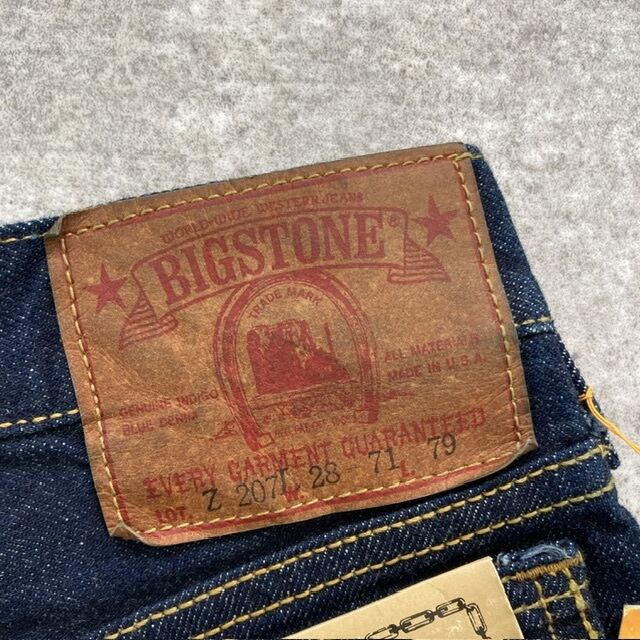 WORLDWIDE WESTERN JEANS
BIGSTONE®
TRADE MARK
GENUINE INDIGO
BLUE DENIM
ALL MATERIALS
MADE IN U.S.A.
EVERY GARMENT GUARANTEED
LOT. Z 207L W. 28 71 L. 79